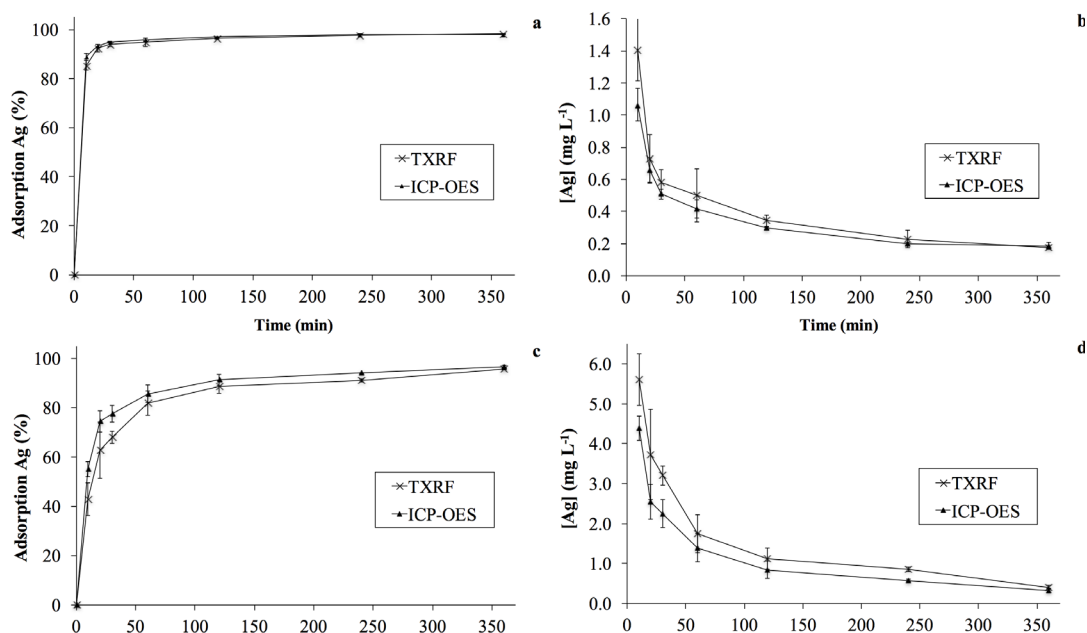 a
100
80
60
40
20
0
Adsorption Ag (%)
TXRF
ICP-OES
0 50 100 150 200 250 300 350
Time (min)
b
1.6
1.4
1.2
1.0
0.8
0.6
0.4
0.2
0.0
[Ag] (mg L⁻¹)
TXRF
ICP-OES
0 50 100 150 200 250 300 350
Time (min)
c
100
80
60
40
20
0
Adsorption Ag (%)
TXRF
ICP-OES
0 50 100 150 200 250 300 350
d
6.0
5.0
4.0
3.0
2.0
1.0
0.0
[Ag] (mg L⁻¹)
TXRF
ICP-OES
0 50 100 150 200 250 300 350